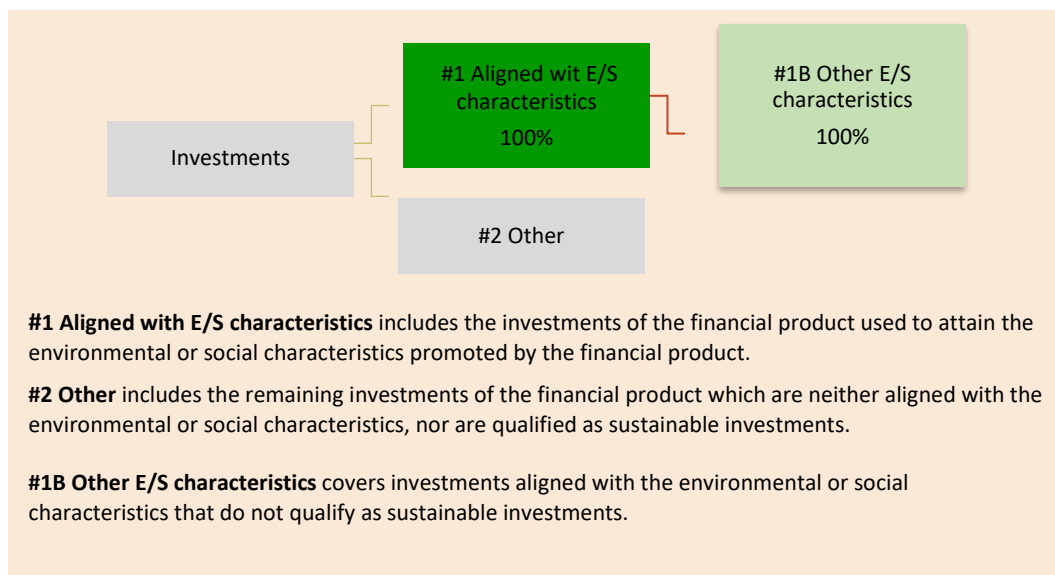 #1 Aligned wit E/S
characteristics
100%
#1B Other E/S
characteristics
100%
Investments
#2 Other
#1 Aligned with E/S characteristics includes the investments of the financial product used to attain the
environmental or social characteristics promoted by the financial product.
#2 Other includes the remaining investments of the financial product which are neither aligned with the
environmental or social characteristics, nor are qualified as sustainable investments.
#1B Other E/S characteristics covers investments aligned with the environmental or social
characteristics that do not qualify as sustainable investments.